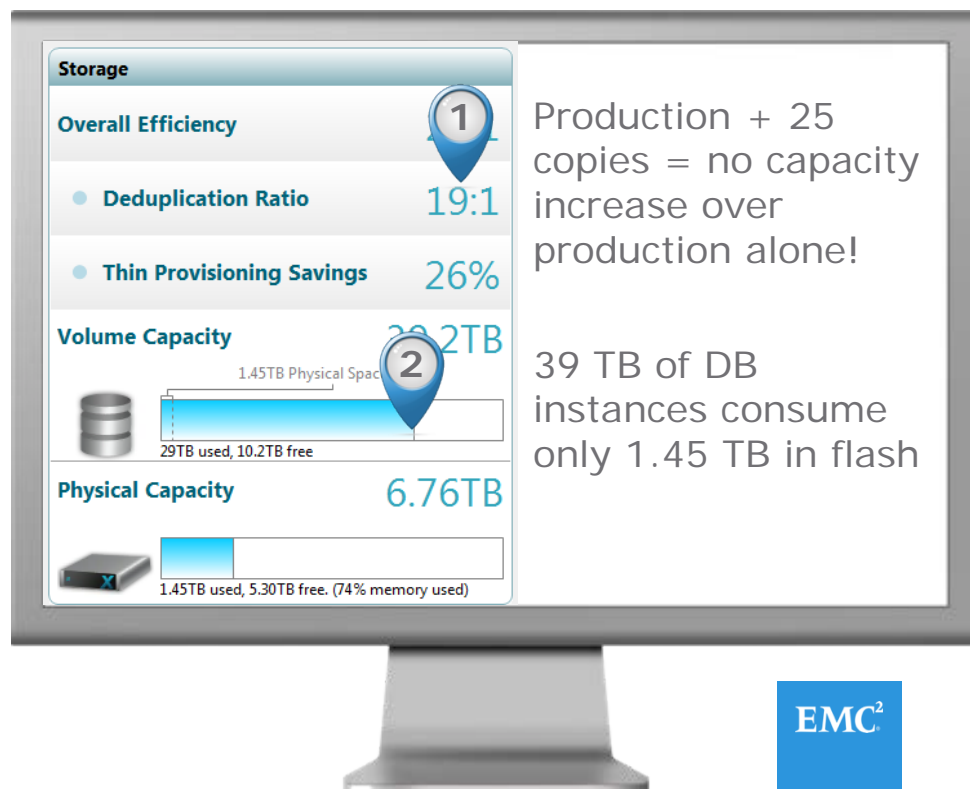 Storage
Overall Efficiency
1
Deduplication Ratio 19:1
Thin Provisioning Savings 26%
Volume Capacity 2TB
2
1.45TB Physical
29TB used, 10.2TB free
Physical Capacity 6.76TB
1.45TB used, 5.30TB free. (74% memory used)
Production + 25
copies = no capacity
increase over
production alone!
39 TB of DB
instances consume
only 1.45 TB in flash
EMC²